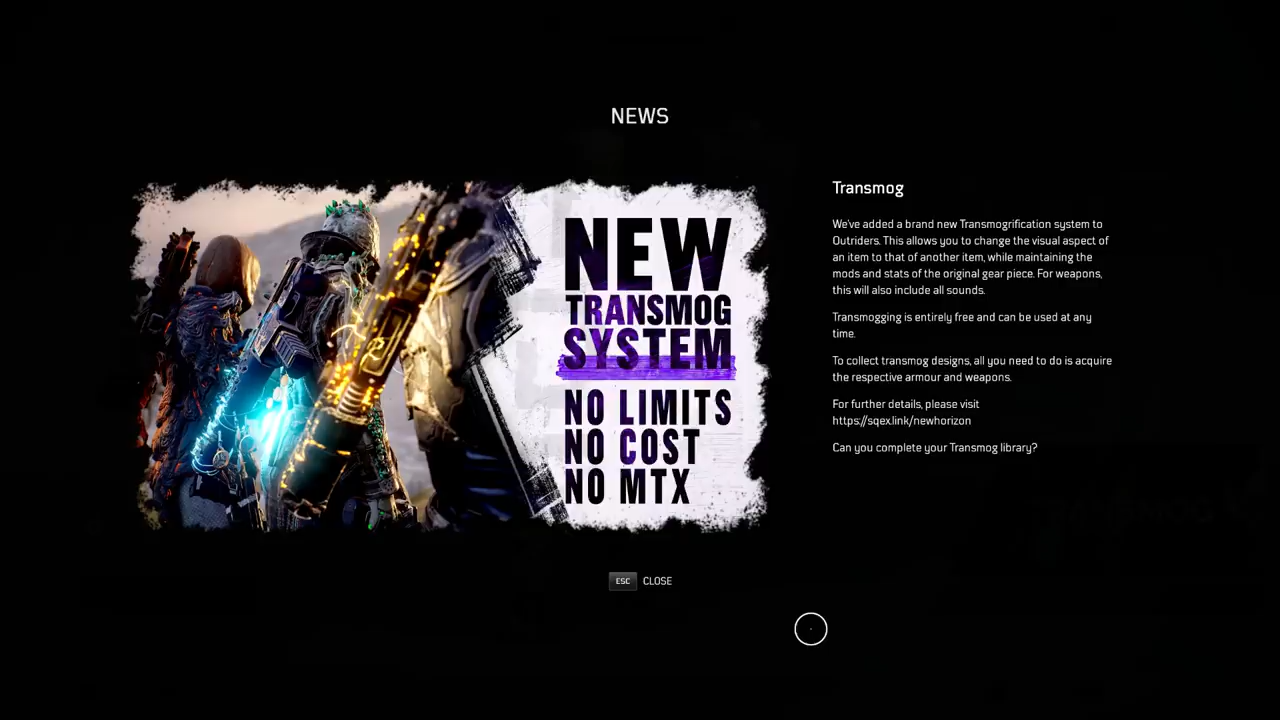 NEWS
NEW
TRANSMOG
SYSTEM
NO LIMITS
NO COST
NO MTX
Transmog
We've added a brand new Transmogrification system to
Outriders. This allows you to change the visual aspect of
an item to that of another item, while maintaining the
mods and stats of the original gear piece. For weapons,
this will also include all sounds.
Transmogging is entirely free and can be used at any
time.
To collect transmog designs, all you need to do is acquire
the respective armour and weapons.
For further details, please visit
https://sqex.link/newhorizon
Can you complete your Transmog library?
ESC CLOSE